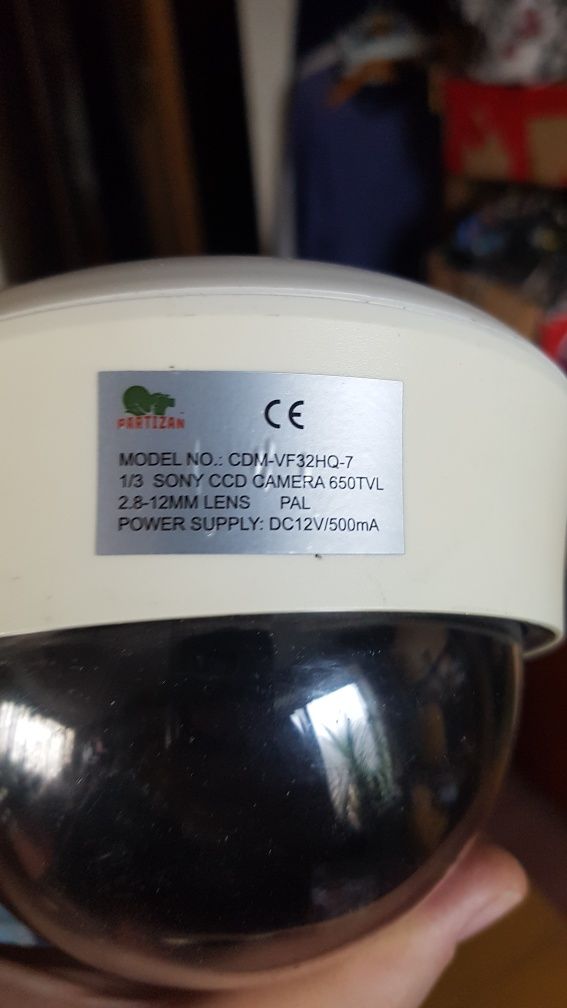 CE
PARTIZAN
MODEL NO.: CDM-VF32HQ-7
1/3 SONY CCD CAMERA 650TVL
2.8-12MM LENS PAL
POWER SUPPLY: DC12V/500mA